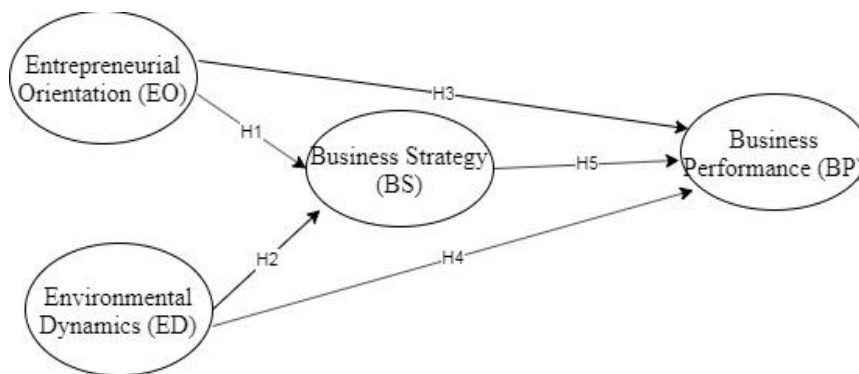 Entrepreneurial
Orientation (EO)
H3
H1
Business Strategy
(BS)
Business
Performance (BP)
H5
H2
H4
Environmental
Dynamics (ED)